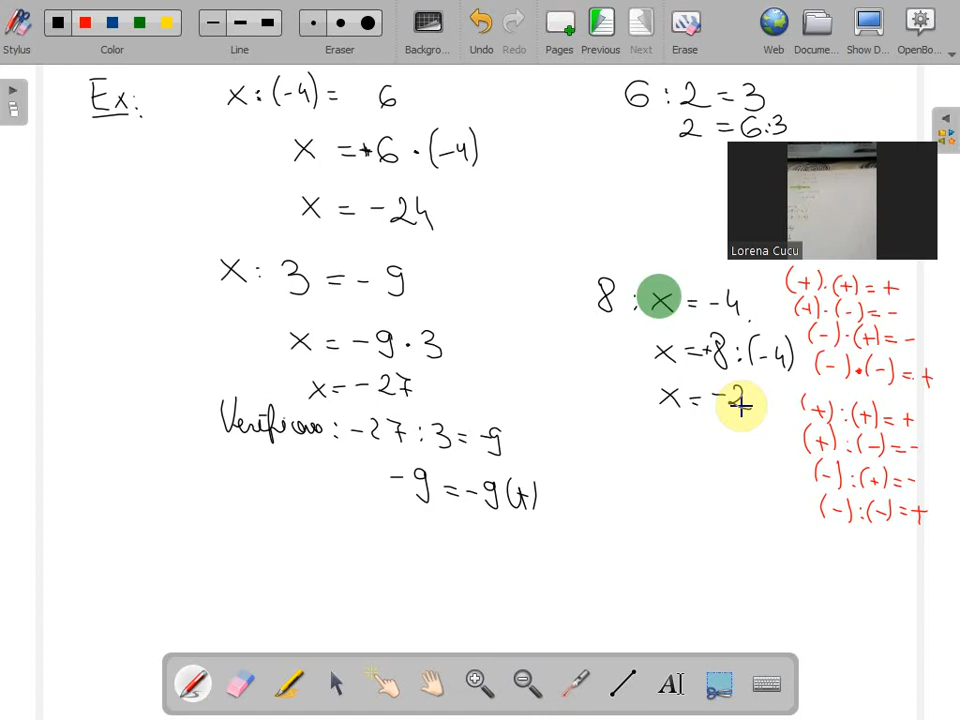 Stylus
Color
Line
Eraser
Backgro...
Undo
Redo
Pages
Previous
Next
Erase
Web
Docume...
Show D...
OpenBo...
Ex:
x : (-4) = 6
x = +6 · (-4)
x = -24
x : 3 = -9
x = -9 · 3
x = -27
: -27 : 3 = -9
-9 = -9 (+)
6 : 2 = 3
2 = 6:3
Lorena Cucu
8 : x = -4
x = +8 : (-4)
x = -2
(+)·(+) = +
(+)·(-) = -
(-)·(+) = -
(-)·(-) = +
(+):(+) = +
(+):(-) = -
(-):(+) = -
(-):(-) = +